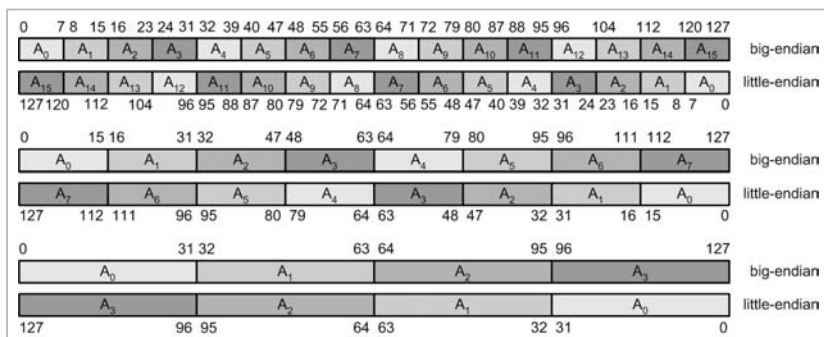 0 7 8 15 16 23 24 31 32 39 40 47 48 55 56 63 64 71 72 79 80 87 88 95 96 104 112 120 127
A0 A1 A2 A3 A4 A5 A6 A7 A8 A9 A10 A11 A12 A13 A14 A15 big-endian
A15 A14 A13 A12 A11 A10 A9 A8 A7 A6 A5 A4 A3 A2 A1 A0 little-endian
127 120 112 104 96 95 88 87 80 79 72 71 64 63 56 55 48 47 40 39 32 31 24 23 16 15 8 7 0
0 15 16 31 32 47 48 63 64 79 80 95 96 111 112 127
A0 A1 A2 A3 A4 A5 A6 A7 big-endian
A7 A6 A5 A4 A3 A2 A1 A0 little-endian
127 112 111 96 95 80 79 64 63 48 47 32 31 16 15 0
0 31 32 63 64 95 96 127
A0 A1 A2 A3 big-endian
A3 A2 A1 A0 little-endian
127 96 95 64 63 32 31 0